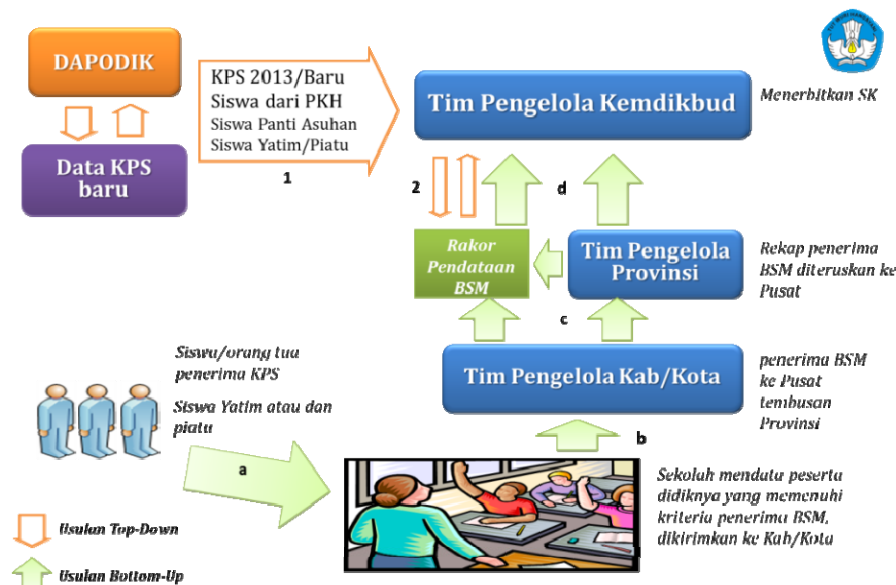 DAPODIK
Data KPS
baru
KPS 2013/Baru
Siswa dari PKH
Siswa Panti Asuhan
Siswa Yatim/Piatu
1
Tim Pengelola Kemdikbud
TUT WURI HANDAYANI
Menerbitkan SK
2
d
Rakor
Pendataan
BSM
Tim Pengelola
Provinsi
Rekap penerima
BSM diteruskan ke
Pusat
c
Tim Pengelola Kab/Kota
penerima BSM
ke Pusat
tembusan
Provinsi
Siswa/orang tua
penerima KPS
Siswa Yatim atau dan
piatu
a
b
Sekolah mendata peserta
didiknya yang memenuhi
kriteria penerima BSM,
dikirimkan ke Kab/Kota
Usulan Top-Down
Usulan Bottom-Up